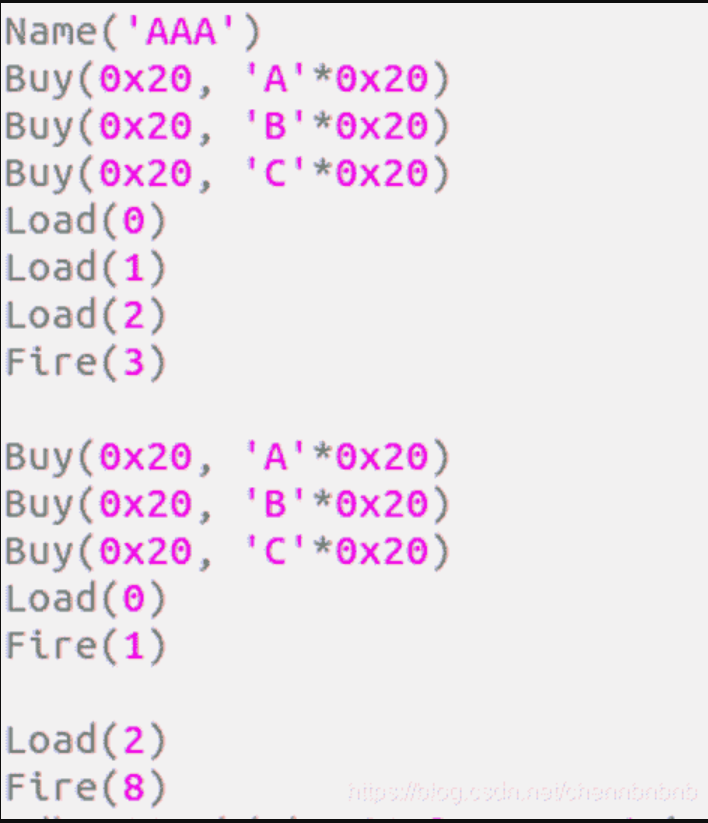 Name('AAA')
Buy(0x20, 'A'*0x20)
Buy(0x20, 'B'*0x20)
Buy(0x20, 'C'*0x20)
Load(0)
Load(1)
Load(2)
Fire(3)
Buy(0x20, 'A'*0x20)
Buy(0x20, 'B'*0x20)
Buy(0x20, 'C'*0x20)
Load(0)
Fire(1)
Load(2)
Fire(8)
https://blog.csdn.net/chennbnbnb